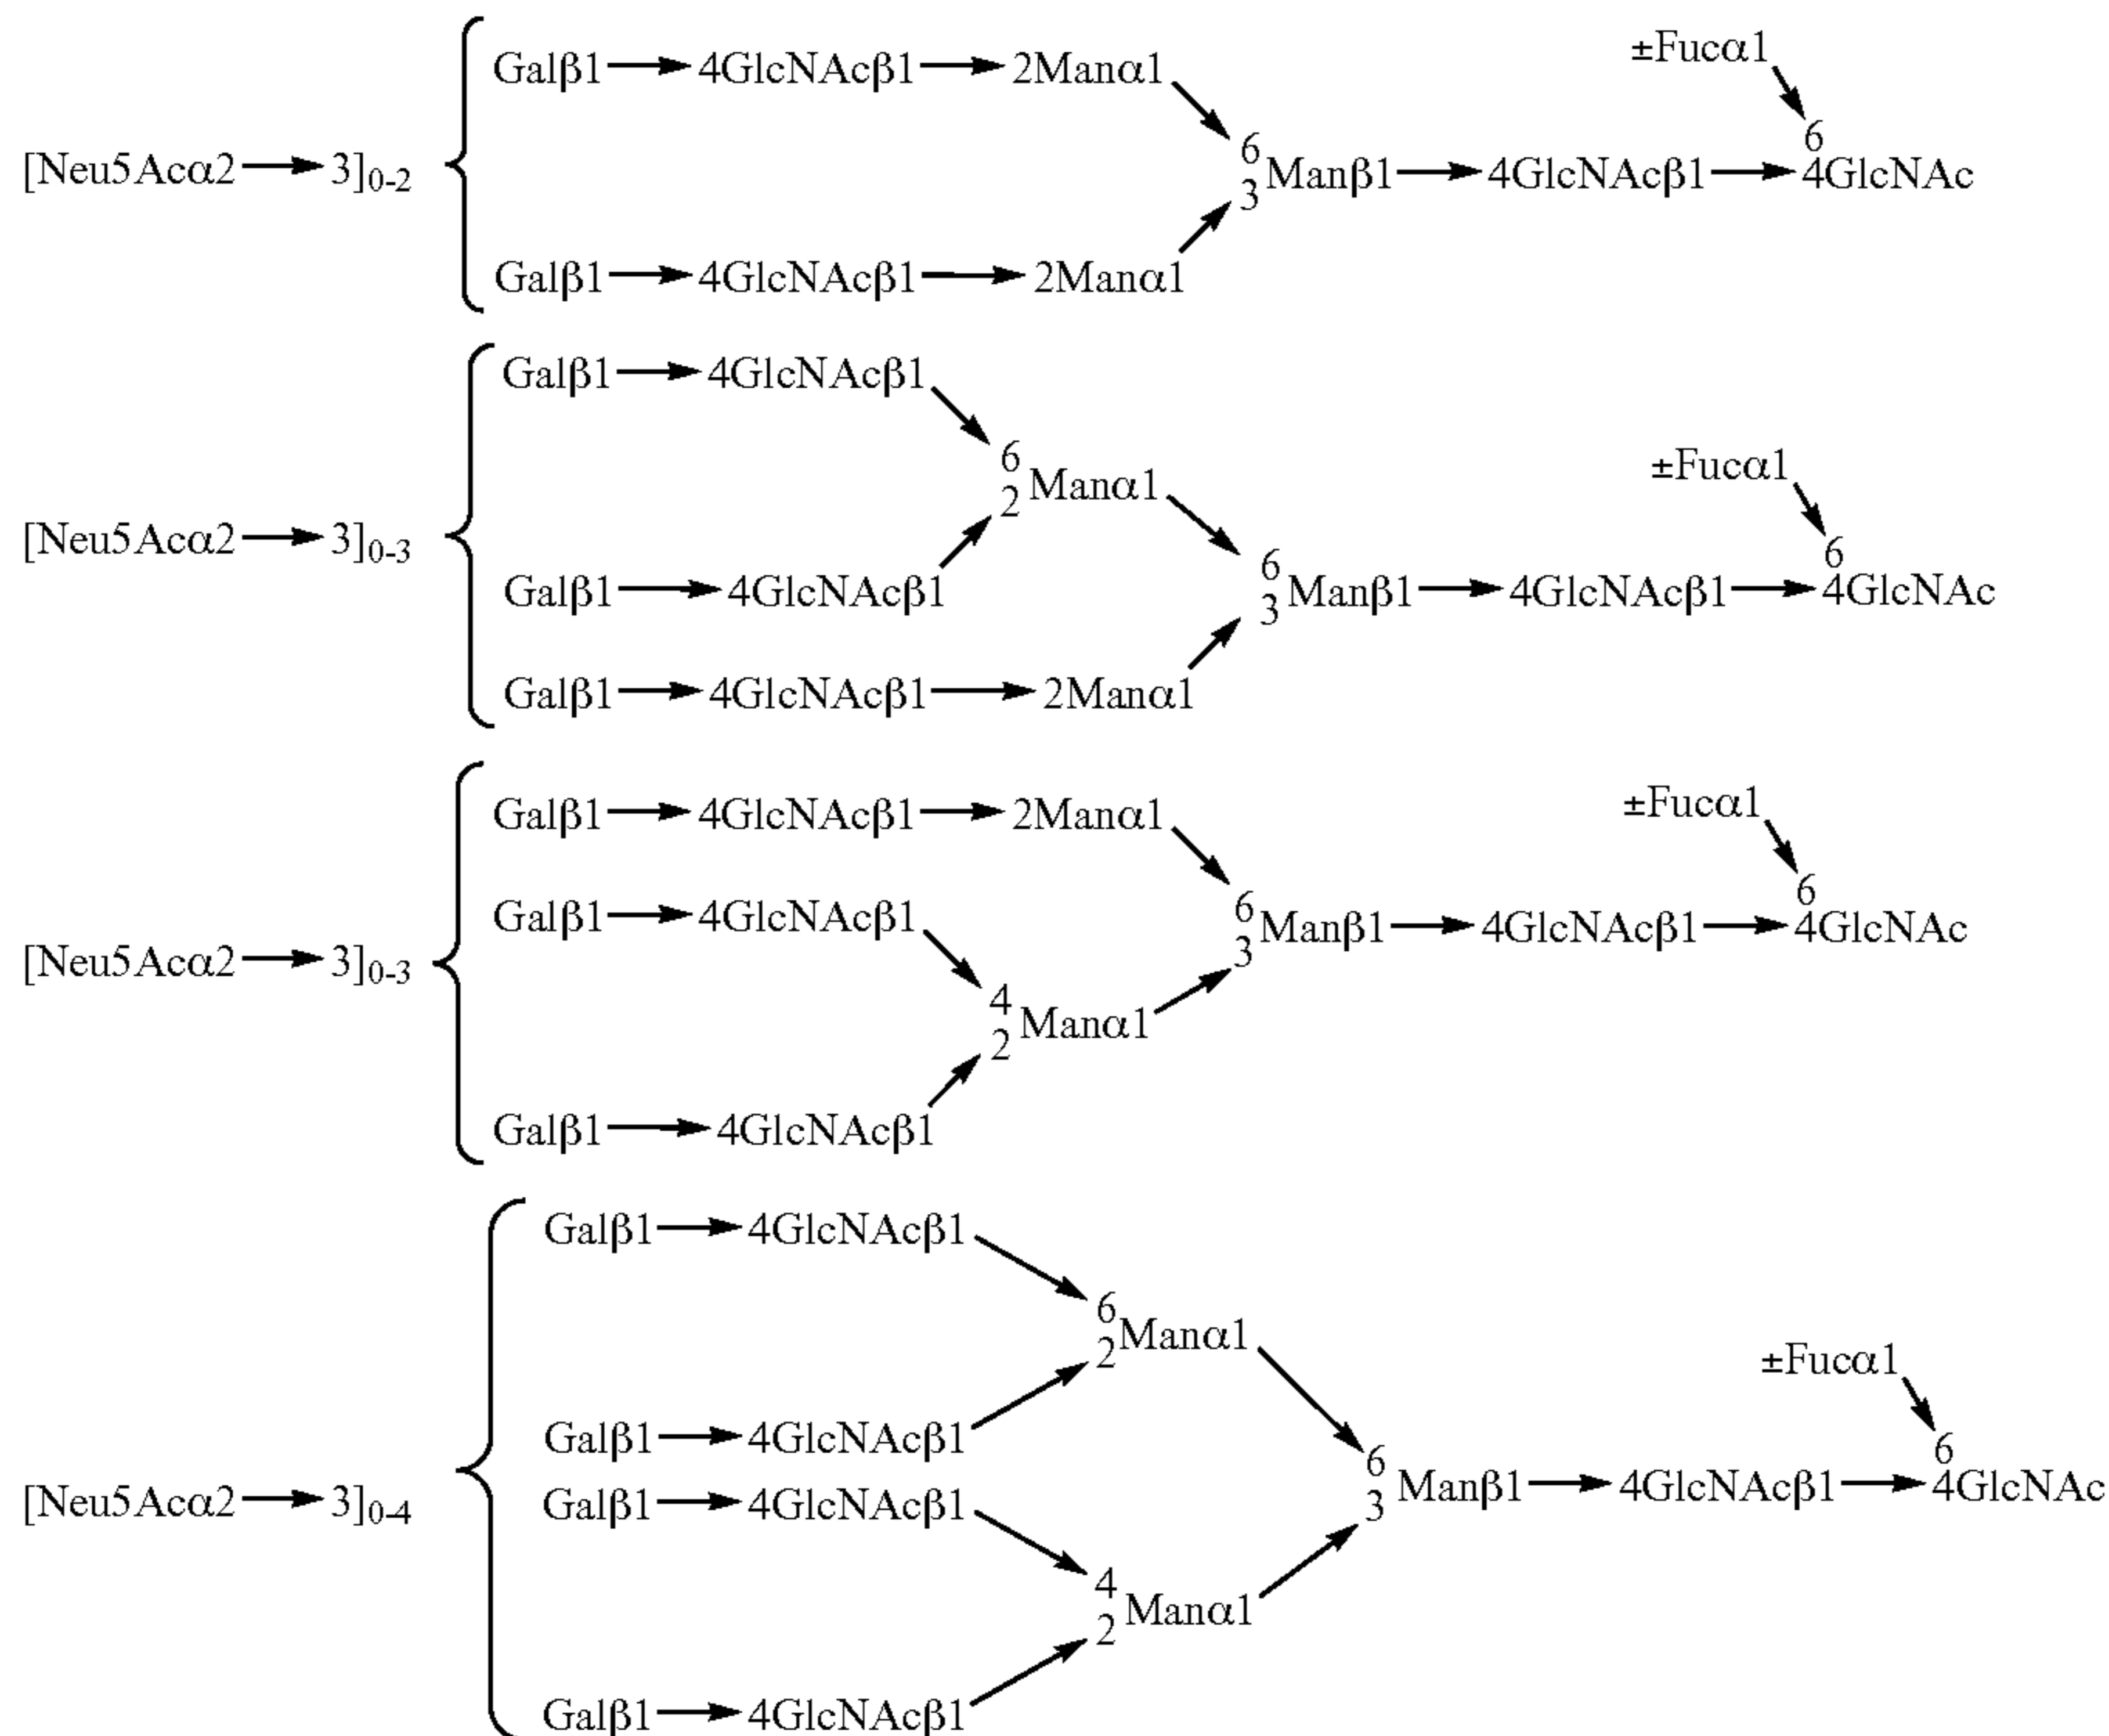 ±Fucα1
Galβ1→4GlcNAcβ1→2Manα1
6
6
[Neu5Acα2→3]0-2 Manβ1→4GlcNAcβ1→4GlcNAc
3
Galβ1→4GlcNAcβ1→2Manα1
Galβ1→4GlcNAcβ1
6
±Fucα1
Manα1
2
[Neu5Acα2→3]0-3
6
6
Galβ1→4GlcNAcβ1 Manβ1→4GlcNAcβ1→4GlcNAc
3
Galβ1→4GlcNAcβ1→2Manα1
±Fucα1
Galβ1→4GlcNAcβ1→2Manα1
6
6
Galβ1→4GlcNAcβ1 Manβ1→4GlcNAcβ1→4GlcNAc
3
[Neu5Acα2→3]0-3
4
Manα1
2
Galβ1→4GlcNAcβ1
Galβ1→4GlcNAcβ1
6
Manα1
2
±Fucα1
Galβ1→4GlcNAcβ1
6
6
Manβ1→4GlcNAcβ1→4GlcNAc
[Neu5Acα2→3]0-4 Galβ1→4GlcNAcβ1
3
4
Manα1
2
Galβ1→4GlcNAcβ1